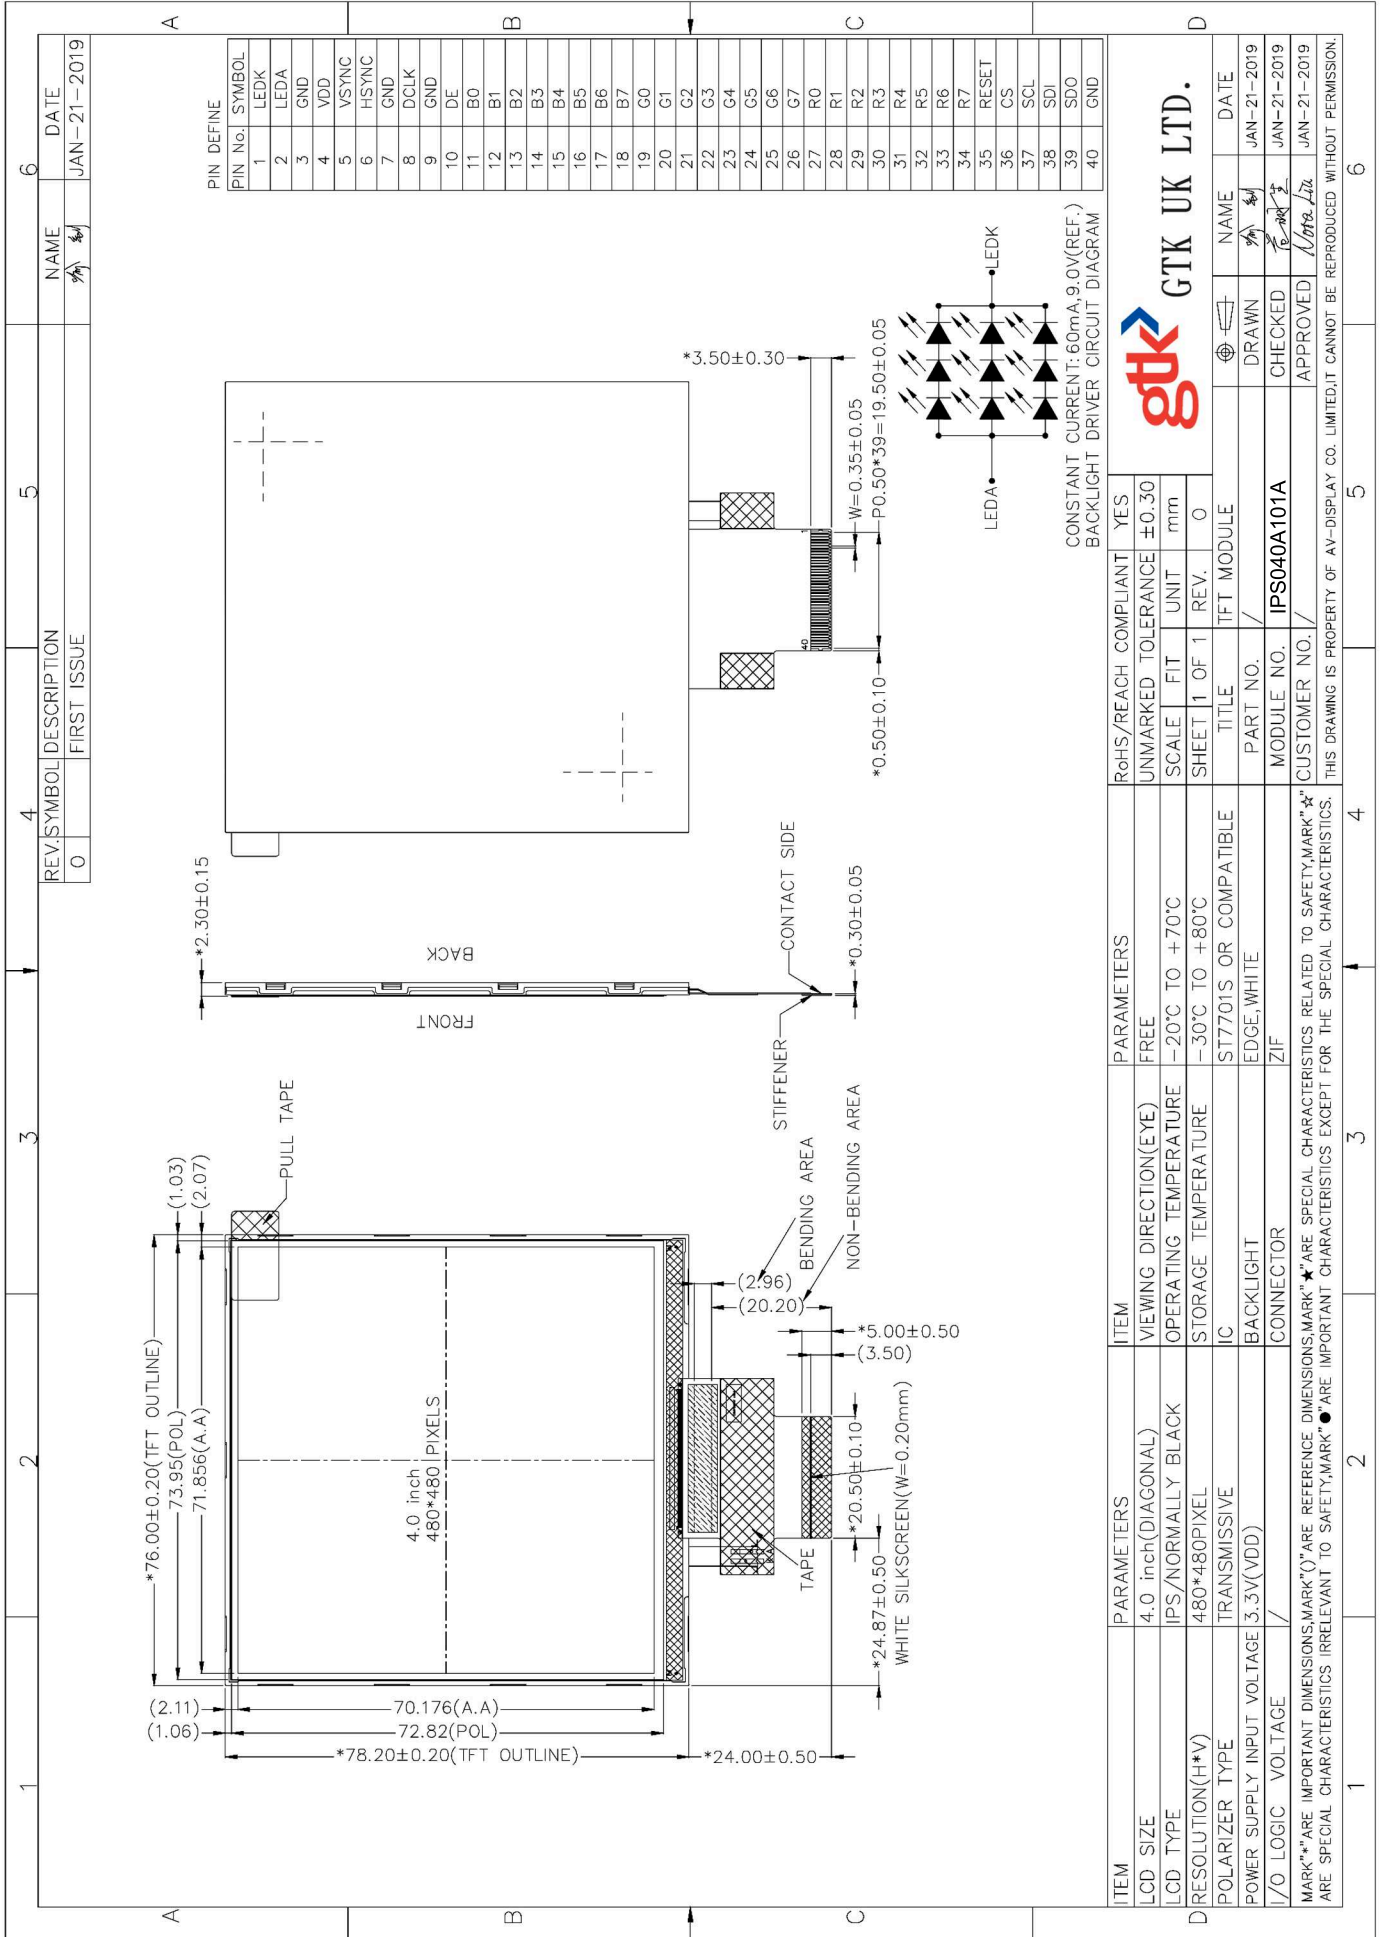 1
2
3
4
5
6
A
B
C
D
REV. SYMBOL DESCRIPTION NAME DATE
0 FIRST ISSUE JAN-21-2019
PIN DEFINE
PIN No. SYMBOL
1 LEDK
2 LEDA
3 GND
4 VDD
5 VSYNC
6 HSYNC
7 GND
8 DCLK
9 GND
10 DE
11 B0
12 B1
13 B2
14 B3
15 B4
16 B5
17 B6
18 B7
19 G0
20 G1
21 G2
22 G3
23 G4
24 G5
25 G6
26 G7
27 R0
28 R1
29 R2
30 R3
31 R4
32 R5
33 R6
34 R7
35 RESET
36 CS
37 SCL
38 SDI
39 SDO
40 GND
*76.00±0.20(TFT OUTLINE)
73.95(POL)
71.856(A.A)
(1.03)
(2.07)
PULL TAPE
(2.11)
(1.06)
70.176(A.A)
72.82(POL)
*78.20±0.20(TFT OUTLINE)
*24.00±0.50
4.0 inch
480*480 PIXELS
(2.96)
(20.20)
BENDING AREA
NON-BENDING AREA
*5.00±0.50
(3.50)
*20.50±0.10
*24.87±0.50
TAPE
WHITE SILKSCREEN(W=0.20mm)
*2.30±0.15
FRONT
BACK
STIFFENER
CONTACT SIDE
*0.30±0.05
*3.50±0.30
40
1
W=0.35±0.05
*0.50±0.10
P0.50*39=19.50±0.05
LEDA
LEDK
CONSTANT CURRENT:60mA,9.0V(REF.)
BACKLIGHT DRIVER CIRCUIT DIAGRAM
ITEM PARAMETERS ITEM PARAMETERS
LCD SIZE 4.0 inch(DIAGONAL) VIEWING DIRECTION(EYE) FREE
LCD TYPE IPS/NORMALLY BLACK OPERATING TEMPERATURE -20°C TO +70°C
RESOLUTION(H*V) 480*480PIXEL STORAGE TEMPERATURE -30°C TO +80°C
POLARIZER TYPE TRANSMISSIVE IC ST7701S OR COMPATIBLE
POWER SUPPLY INPUT VOLTAGE 3.3V(VDD) BACKLIGHT EDGE,WHITE
I/O LOGIC VOLTAGE / CONNECTOR ZIF
RoHS/REACH COMPLIANT YES
UNMARKED TOLERANCE ±0.30
SCALE FIT UNIT mm
SHEET 1 OF 1 REV. 0
TITLE TFT MODULE
PART NO. /
MODULE NO. IPS040A101A
CUSTOMER NO. /
gtk GTK UK LTD.
NAME DATE
DRAWN JAN-21-2019
CHECKED JAN-21-2019
APPROVED Nora Liu JAN-21-2019
MARK"*"ARE IMPORTANT DIMENSIONS,MARK"()"ARE REFERENCE DIMENSIONS,MARK"★"ARE SPECIAL CHARACTERISTICS RELATED TO SAFETY,MARK"☆"
ARE SPECIAL CHARACTERISTICS IRRELEVANT TO SAFETY,MARK"●"ARE IMPORTANT CHARACTERISTICS EXCEPT FOR THE SPECIAL CHARACTERISTICS.
THIS DRAWING IS PROPERTY OF AV-DISPLAY CO. LIMITED,IT CANNOT BE REPRODUCED WITHOUT PERMISSION.
1
2
3
4
5
6
A
B
C
D